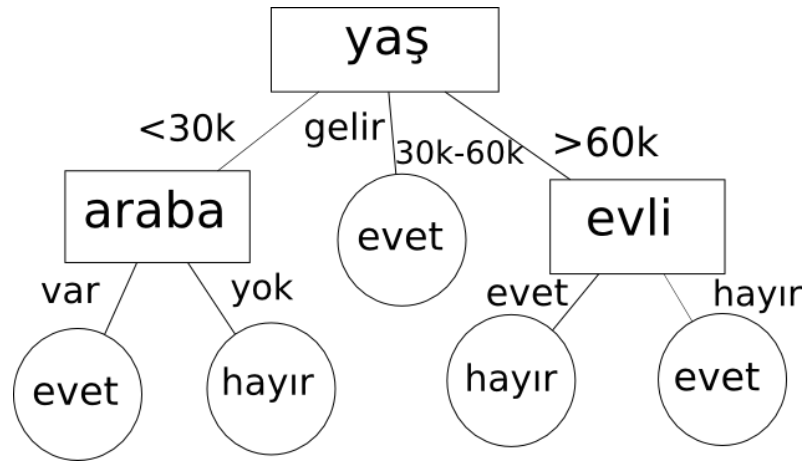 yaş
<30k
gelir
30k-60k
>60k
araba
evet
evli
var
yok
evet
hayır
evet
hayır
hayır
evet